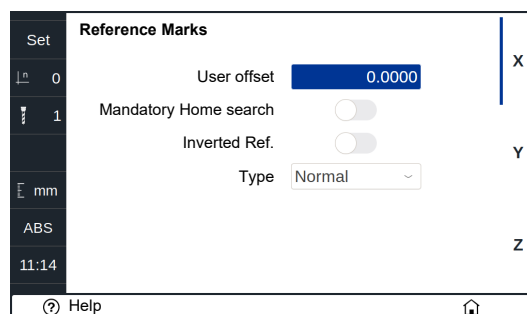 Set
n 0
1
mm
ABS
11:14
Reference Marks
User offset 0.0000
Mandatory Home search
Inverted Ref.
Type Normal
X
Y
Z
? Help